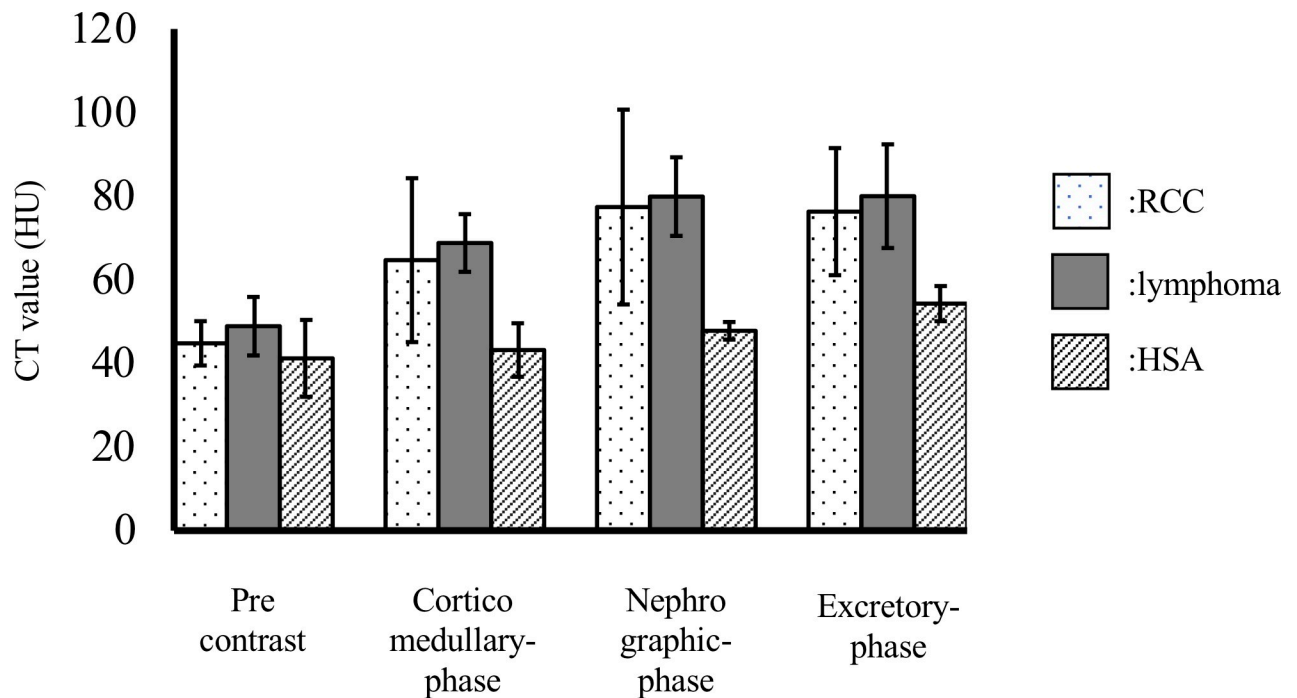 120
100
80
60
40
20
0
CT value (HU)
Pre
contrast
Cortico
medullary-
phase
Nephro
graphic-
phase
Excretory-
phase
:RCC
:lymphoma
:HSA